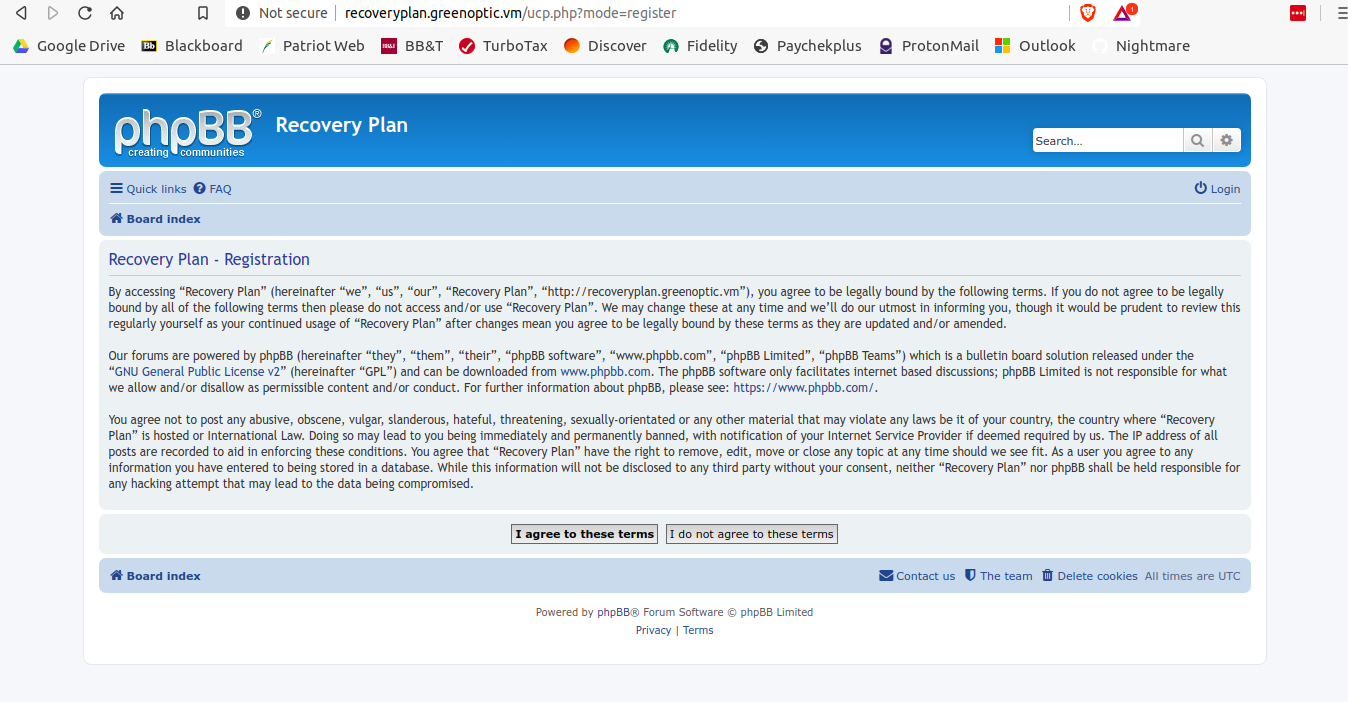 Not secure recoveryplan.greenoptic.vm/ucp.php?mode=register 1
Google Drive Bb Blackboard Patriot Web BB&T BB&T TurboTax Discover Fidelity Paychekplus ProtonMail Outlook Nightmare
phpBB® Recovery Plan
creating communities
Search...
Quick links FAQ Login
Board index
Recovery Plan - Registration
By accessing “Recovery Plan” (hereinafter “we”, “us”, “our”, “Recovery Plan”, “http://recoveryplan.greenoptic.vm”), you agree to be legally bound by the following terms. If you do not agree to be legally
bound by all of the following terms then please do not access and/or use “Recovery Plan”. We may change these at any time and we’ll do our utmost in informing you, though it would be prudent to review this
regularly yourself as your continued usage of “Recovery Plan” after changes mean you agree to be legally bound by these terms as they are updated and/or amended.
Our forums are powered by phpBB (hereinafter “they”, “them”, “their”, “phpBB software”, “www.phpbb.com”, “phpBB Limited”, “phpBB Teams”) which is a bulletin board solution released under the
“GNU General Public License v2” (hereinafter “GPL”) and can be downloaded from www.phpbb.com. The phpBB software only facilitates internet based discussions; phpBB Limited is not responsible for what
we allow and/or disallow as permissible content and/or conduct. For further information about phpBB, please see: https://www.phpbb.com/.
You agree not to post any abusive, obscene, vulgar, slanderous, hateful, threatening, sexually-orientated or any other material that may violate any laws be it of your country, the country where “Recovery
Plan” is hosted or International Law. Doing so may lead to you being immediately and permanently banned, with notification of your Internet Service Provider if deemed required by us. The IP address of all
posts are recorded to aid in enforcing these conditions. You agree that “Recovery Plan” have the right to remove, edit, move or close any topic at any time should we see fit. As a user you agree to any
information you have entered to being stored in a database. While this information will not be disclosed to any third party without your consent, neither “Recovery Plan” nor phpBB shall be held responsible for
any hacking attempt that may lead to the data being compromised.
I agree to these terms I do not agree to these terms
Board index Contact us The team Delete cookies All times are UTC
Powered by phpBB® Forum Software © phpBB Limited
Privacy | Terms